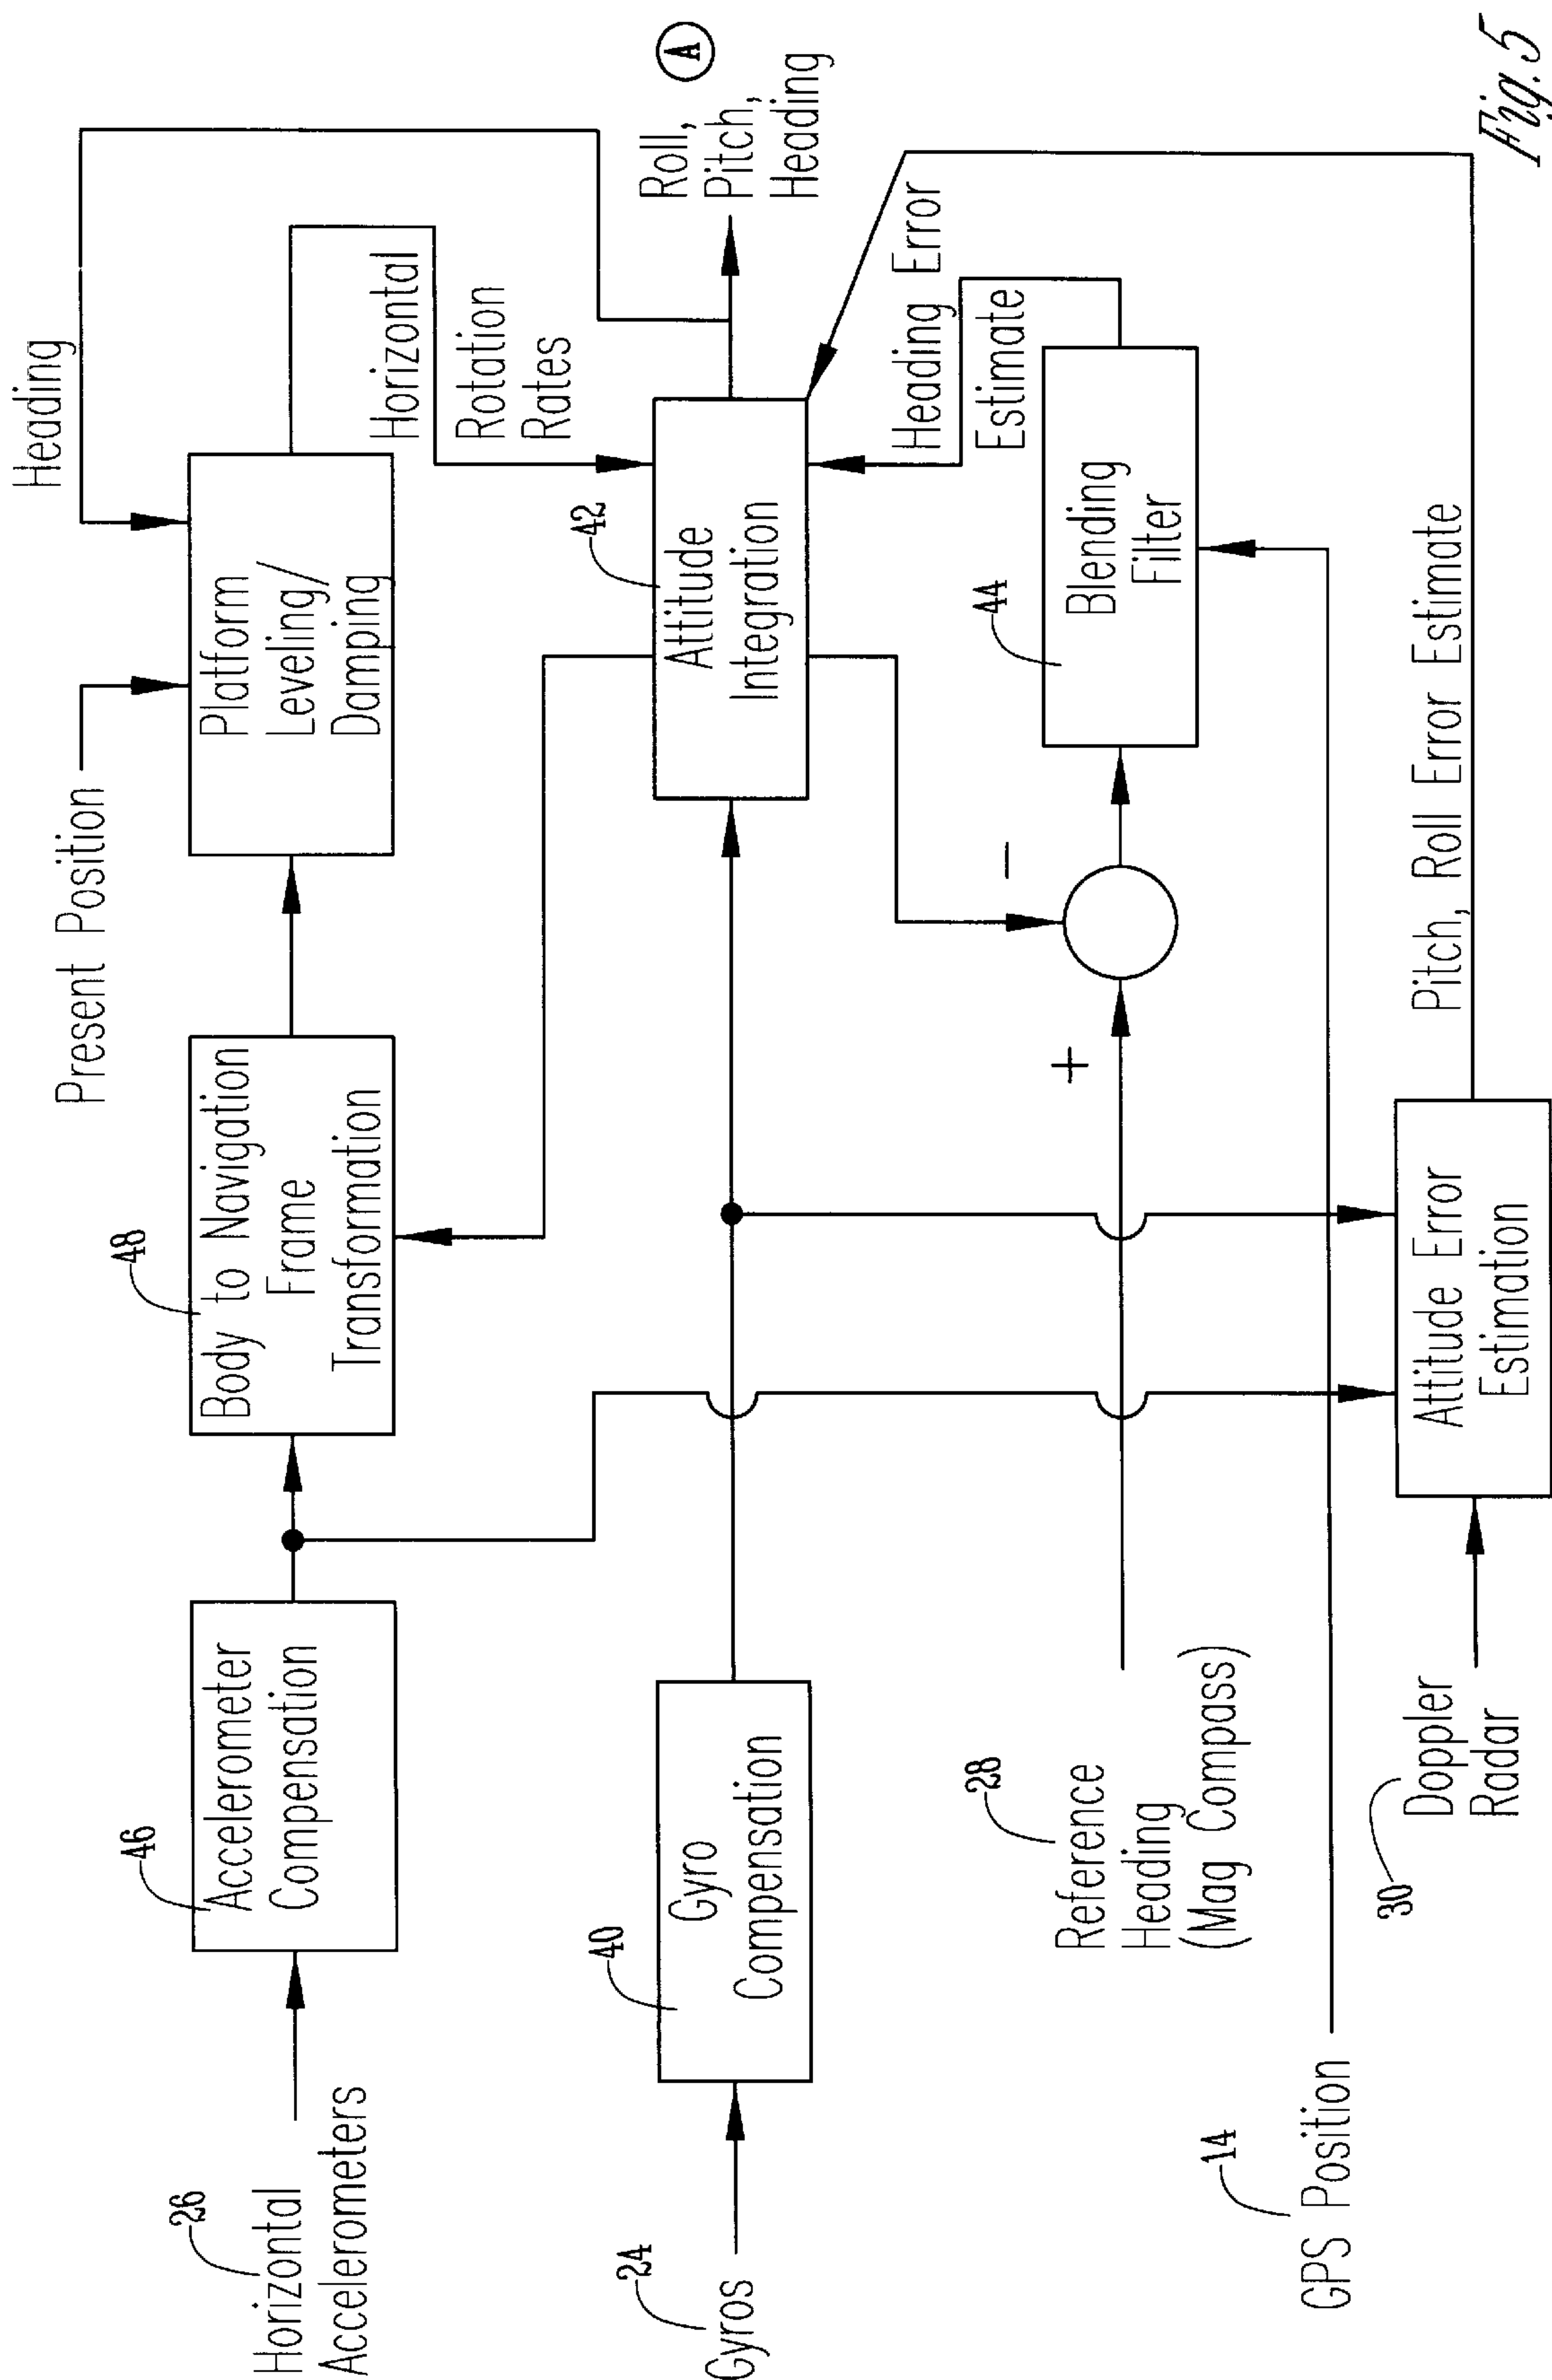 26
Horizontal
Accelerometers
46
Accelerometer
Compensation
48
Body to Navigation
Frame
Transformation
Present Position
Platform
Leveling/
Damping
Heading
Horizontal
Rotation
Rates
24
Gyros
40
Gyro
Compensation
42
Attitude
Integration
Roll,
Pitch,
Heading
A
28
Reference
Heading
(Mag Compass)
+
-
44
Blending
Filter
Heading Error
Estimate
14
GPS Position
30
Doppler
Radar
Attitude Error
Estimation
Pitch, Roll Error Estimate
Fig. 5